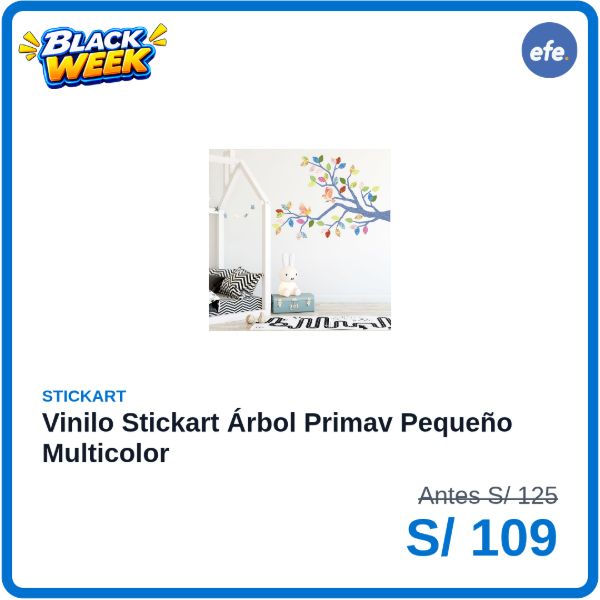 BLACK
WEEK
efe.
STICKART
Vinilo Stickart Árbol Primav Pequeño
Multicolor
Antes S/ 125
S/ 109